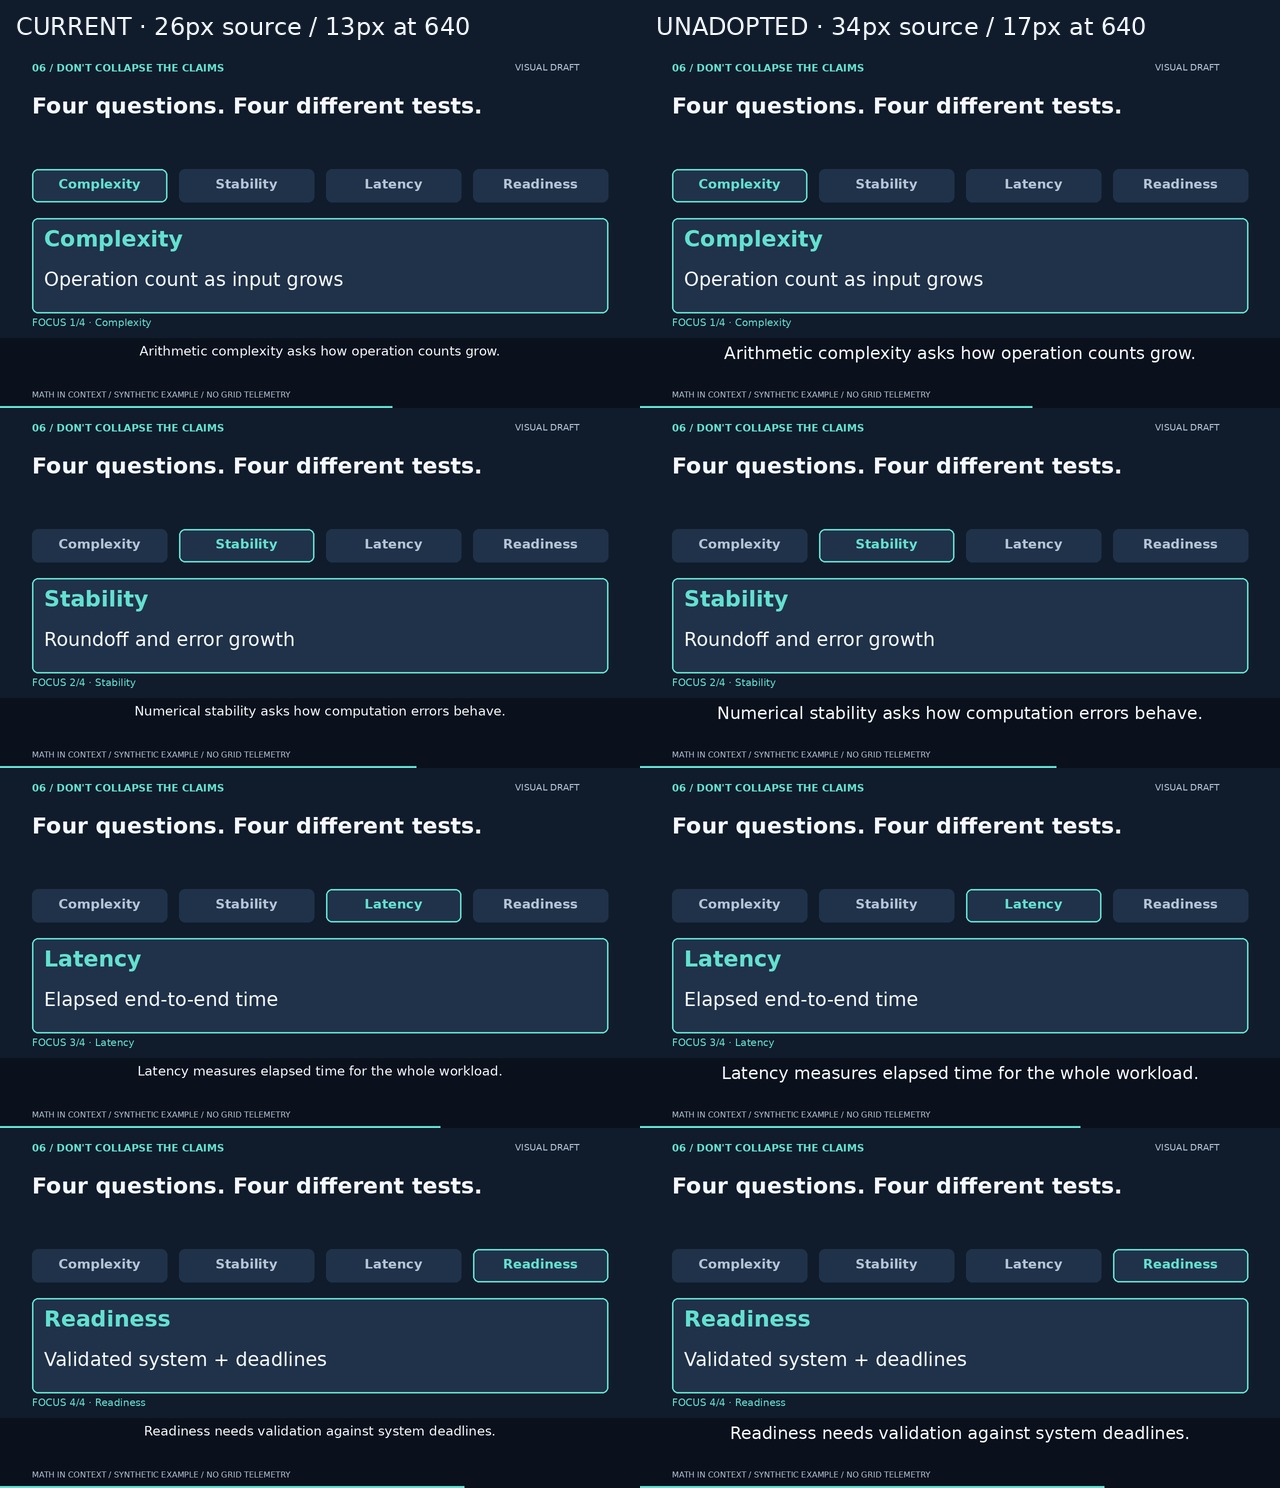 CURRENT · 26px source / 13px at 640
UNADOPTED · 34px source / 17px at 640
06 / DON'T COLLAPSE THE CLAIMS
VISUAL DRAFT
Four questions. Four different tests.
Complexity
Stability
Latency
Readiness
Complexity
Operation count as input grows
FOCUS 1/4 · Complexity
Arithmetic complexity asks how operation counts grow.
MATH IN CONTEXT / SYNTHETIC EXAMPLE / NO GRID TELEMETRY
06 / DON'T COLLAPSE THE CLAIMS
VISUAL DRAFT
Four questions. Four different tests.
Complexity
Stability
Latency
Readiness
Complexity
Operation count as input grows
FOCUS 1/4 · Complexity
Arithmetic complexity asks how operation counts grow.
MATH IN CONTEXT / SYNTHETIC EXAMPLE / NO GRID TELEMETRY
06 / DON'T COLLAPSE THE CLAIMS
VISUAL DRAFT
Four questions. Four different tests.
Complexity
Stability
Latency
Readiness
Stability
Roundoff and error growth
FOCUS 2/4 · Stability
Numerical stability asks how computation errors behave.
MATH IN CONTEXT / SYNTHETIC EXAMPLE / NO GRID TELEMETRY
06 / DON'T COLLAPSE THE CLAIMS
VISUAL DRAFT
Four questions. Four different tests.
Complexity
Stability
Latency
Readiness
Stability
Roundoff and error growth
FOCUS 2/4 · Stability
Numerical stability asks how computation errors behave.
MATH IN CONTEXT / SYNTHETIC EXAMPLE / NO GRID TELEMETRY
06 / DON'T COLLAPSE THE CLAIMS
VISUAL DRAFT
Four questions. Four different tests.
Complexity
Stability
Latency
Readiness
Latency
Elapsed end-to-end time
FOCUS 3/4 · Latency
Latency measures elapsed time for the whole workload.
MATH IN CONTEXT / SYNTHETIC EXAMPLE / NO GRID TELEMETRY
06 / DON'T COLLAPSE THE CLAIMS
VISUAL DRAFT
Four questions. Four different tests.
Complexity
Stability
Latency
Readiness
Latency
Elapsed end-to-end time
FOCUS 3/4 · Latency
Latency measures elapsed time for the whole workload.
MATH IN CONTEXT / SYNTHETIC EXAMPLE / NO GRID TELEMETRY
06 / DON'T COLLAPSE THE CLAIMS
VISUAL DRAFT
Four questions. Four different tests.
Complexity
Stability
Latency
Readiness
Readiness
Validated system + deadlines
FOCUS 4/4 · Readiness
Readiness needs validation against system deadlines.
MATH IN CONTEXT / SYNTHETIC EXAMPLE / NO GRID TELEMETRY
06 / DON'T COLLAPSE THE CLAIMS
VISUAL DRAFT
Four questions. Four different tests.
Complexity
Stability
Latency
Readiness
Readiness
Validated system + deadlines
FOCUS 4/4 · Readiness
Readiness needs validation against system deadlines.
MATH IN CONTEXT / SYNTHETIC EXAMPLE / NO GRID TELEMETRY